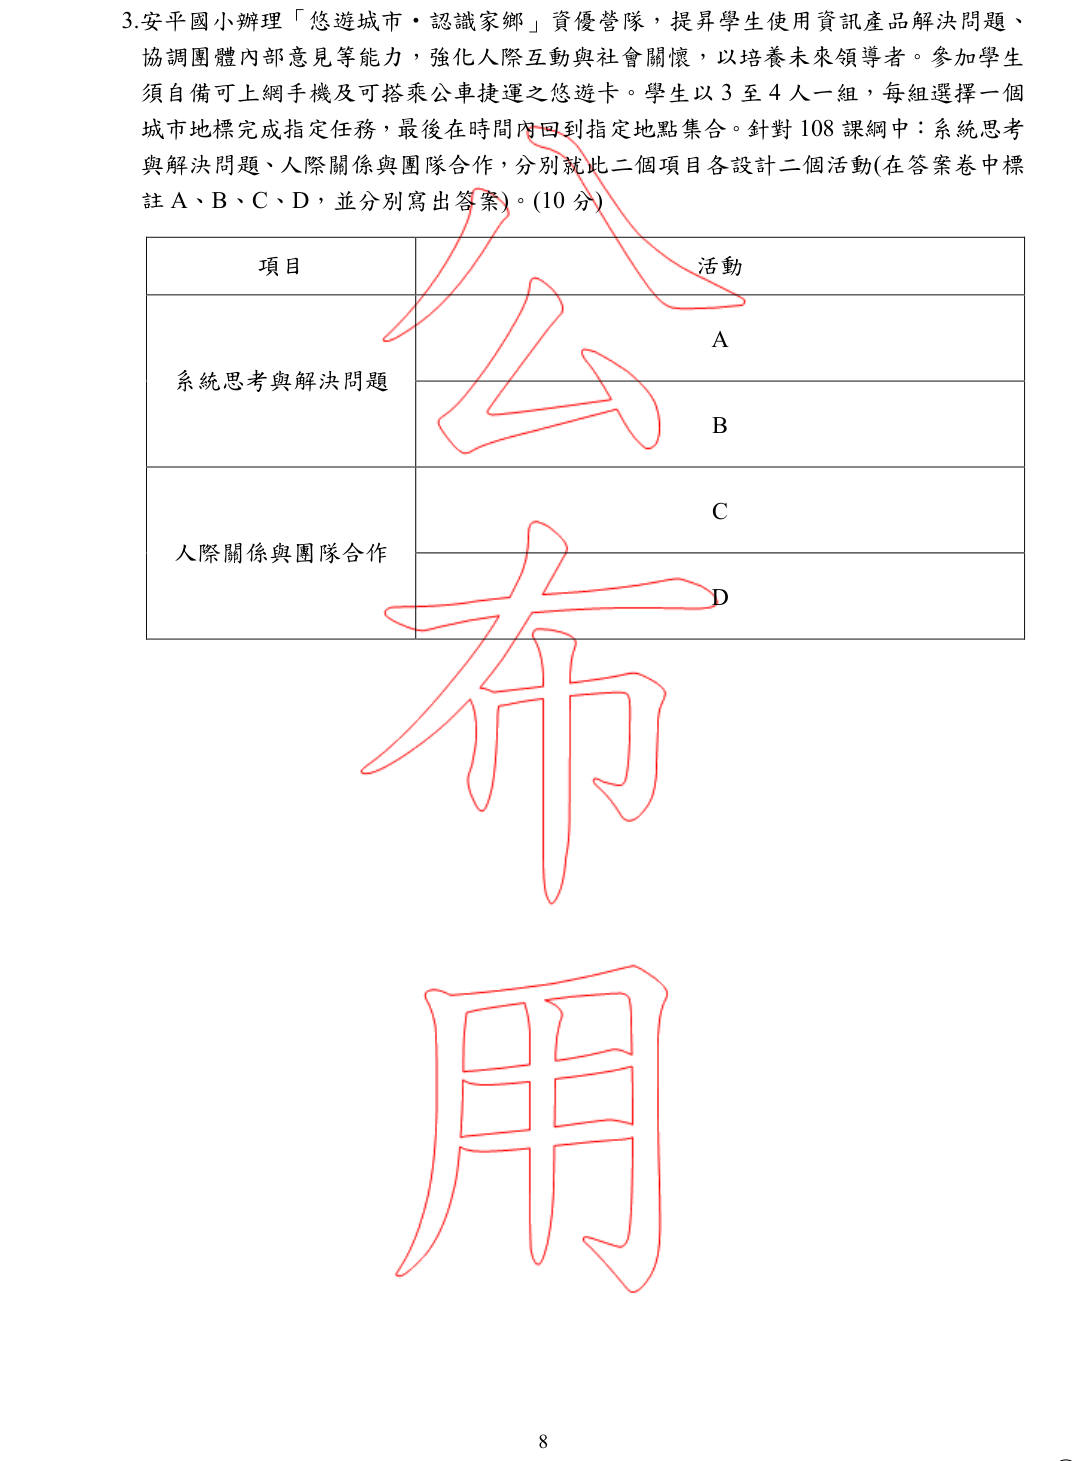 3.安平國小辦理「悠遊城市•認識家鄉」資優營隊，提昇學生使用資訊產品解決問題、
協調團體內部意見等能力，強化人際互動與社會關懷，以培養未來領導者。參加學生
須自備可上網手機及可搭乘公車捷運之悠遊卡。學生以 3 至 4 人一組，每組選擇一個
城市地標完成指定任務，最後在時間內回到指定地點集合。針對 108 課綱中：系統思考
與解決問題、人際關係與團隊合作，分別就此二個項目各設計二個活動(在答案卷中標
註 A、B、C、D，並分別寫出答案)。(10 分)
項目 活動
系統思考與解決問題
A
B
人際關係與團隊合作
C
D
公
布
用
8